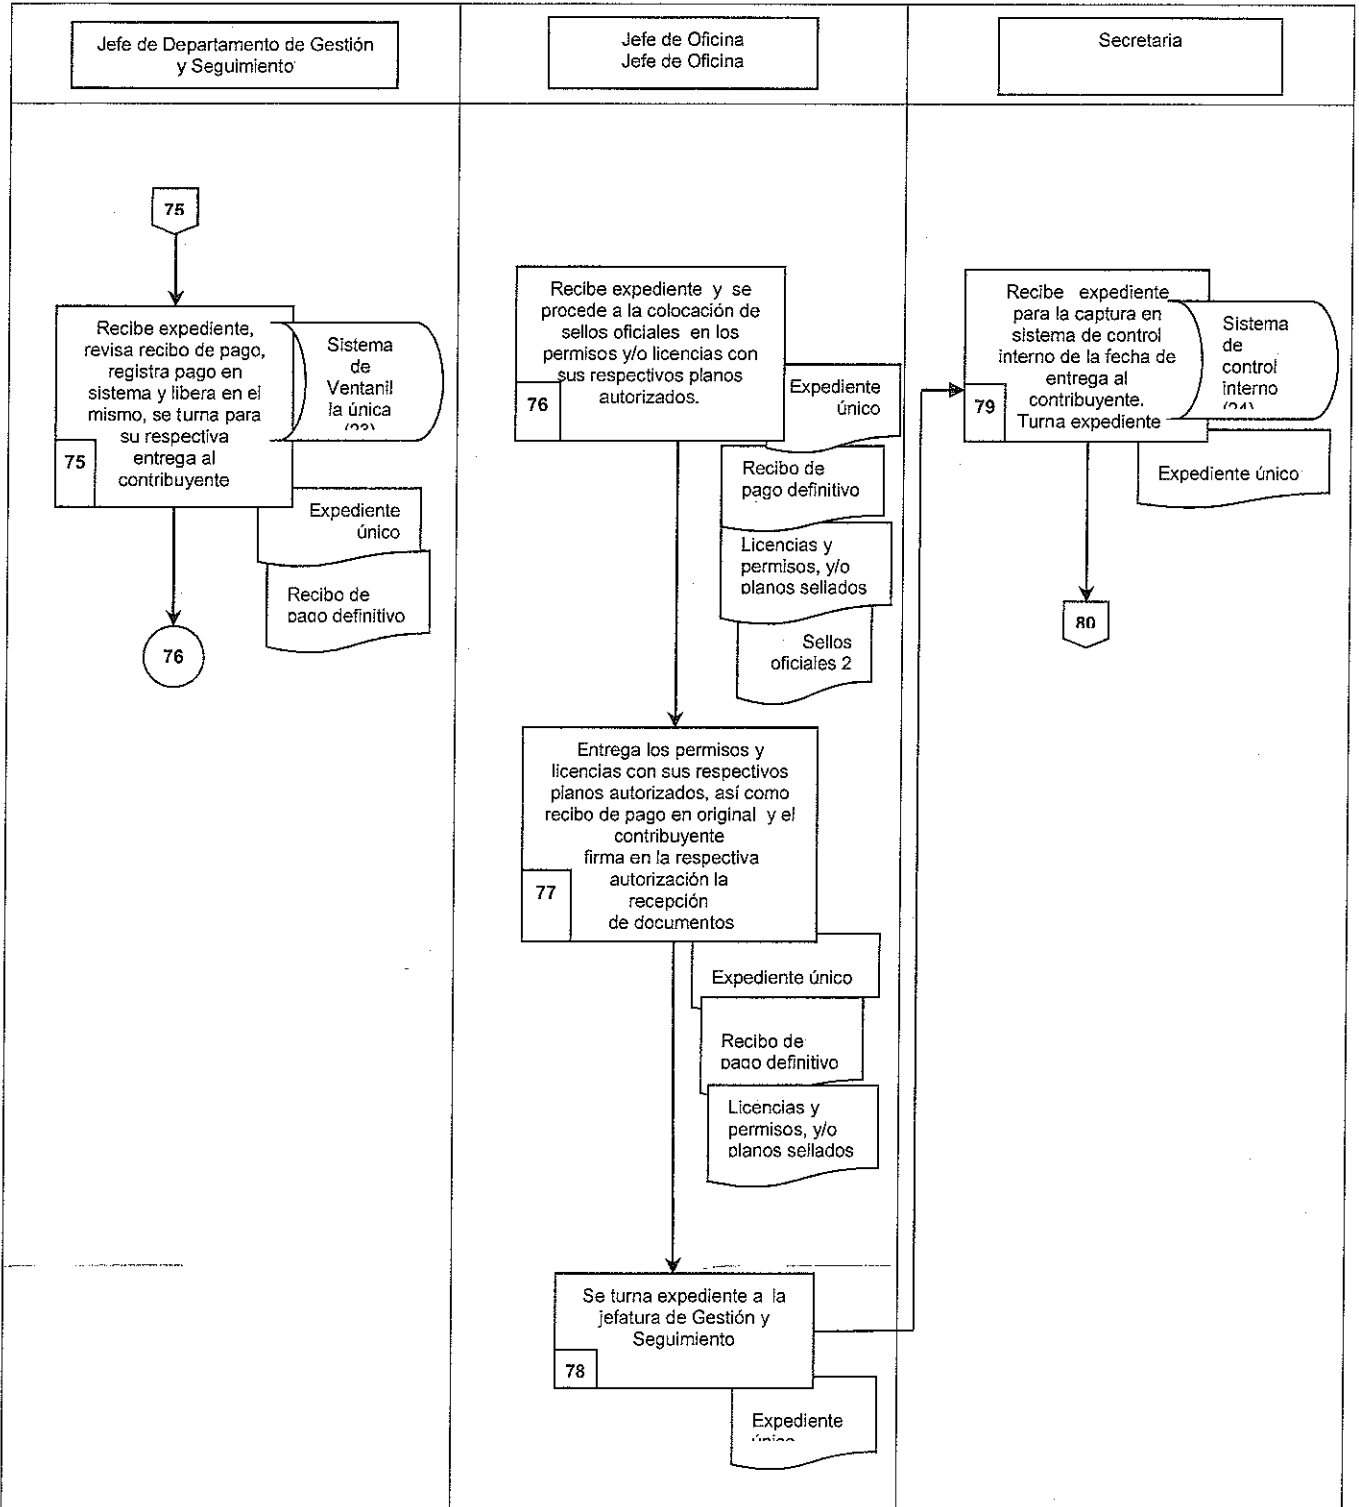 Jefe de Departamento de Gestión
y Seguimiento
Jefe de Oficina
Jefe de Oficina
Secretaria
75
Recibe expediente,
revisa recibo de pago,
registra pago en
sistema y libera en el
mismo, se turna para
su respectiva
entrega al
contribuyente
75
Sistema
de
Ventanil
la única
(23)
Expediente
único
Recibo de
pago definitivo
76
Recibe expediente y se
procede a la colocación de
sellos oficiales en los
permisos y/o licencias con
sus respectivos planos
autorizados.
76
Expediente
único
Recibo de
pago definitivo
Licencias y
permisos, y/o
planos sellados
Sellos
oficiales 2
Entrega los permisos y
licencias con sus respectivos
planos autorizados, así como
recibo de pago en original y el
contribuyente
firma en la respectiva
autorización la
recepción
de documentos
77
Expediente único
Recibo de
pago definitivo
Licencias y
permisos, y/o
planos sellados
Se turna expediente a la
jefatura de Gestión y
Seguimiento
78
Expediente
único
Recibe expediente
para la captura en
sistema de control
interno de la fecha de
entrega al
contribuyente.
Turna expediente
79
Sistema
de
control
interno
(24)
Expediente único
80